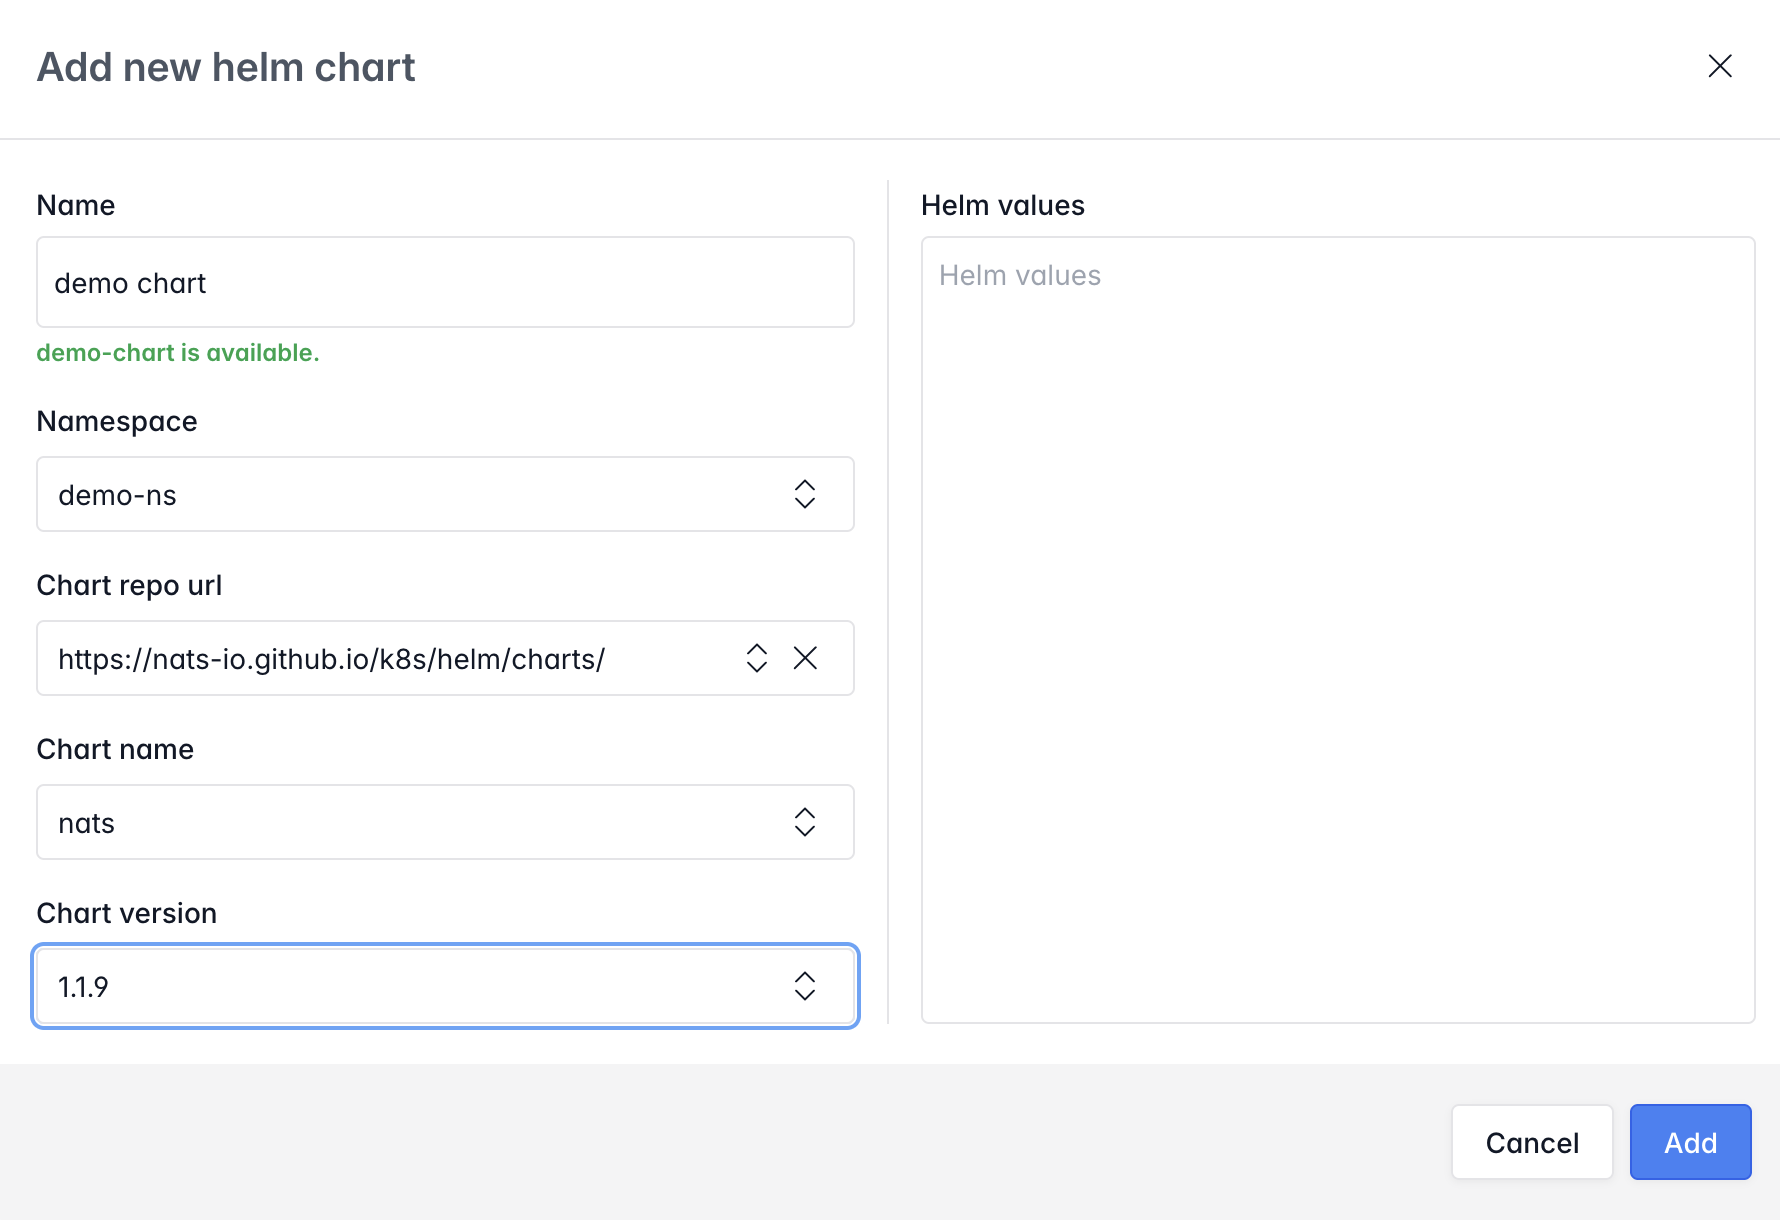 Add new helm chart
Name
demo chart
demo-chart is available.
Namespace
demo-ns
Chart repo url
https://nats-io.github.io/k8s/helm/charts/
Chart name
nats
Chart version
1.1.9
Helm values
Helm values
Cancel
Add